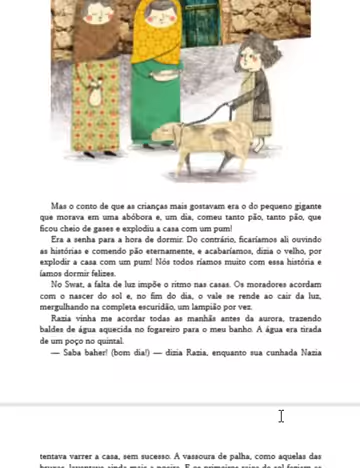 Mas o conto de que as crianças mais gostavam era o do pequeno gigante
que morava em uma abóbora e, um dia, comeu tanto pão, tanto pão, que
ficou cheio de gases e explodiu a casa com um pum!
Era a senha para a hora de dormir. Do contrário, ficaríamos ali ouvindo
as histórias e comendo pão eternamente, e acabaríamos, dizia o velho, por
explodir a casa com um pum! Nós todos ríamos muito com essa história e
íamos dormir felizes.
No Swat, a falta de luz impõe o ritmo nas casas. Os moradores acordam
com o nascer do sol e, no fim do dia, o vale se rende ao cair da luz,
mergulhando na completa escuridão, um lampião por vez.
Razia vinha me acordar todas as manhãs antes da aurora, trazendo
baldes de água aquecida no fogareiro para o meu banho. A água era tirada
de um poço no quintal.
— Saba baher! (bom dia!) — dizia Razia, enquanto sua cunhada Nazia
tentava varrer a casa, sem sucesso. A vassoura de palha, como aquelas das